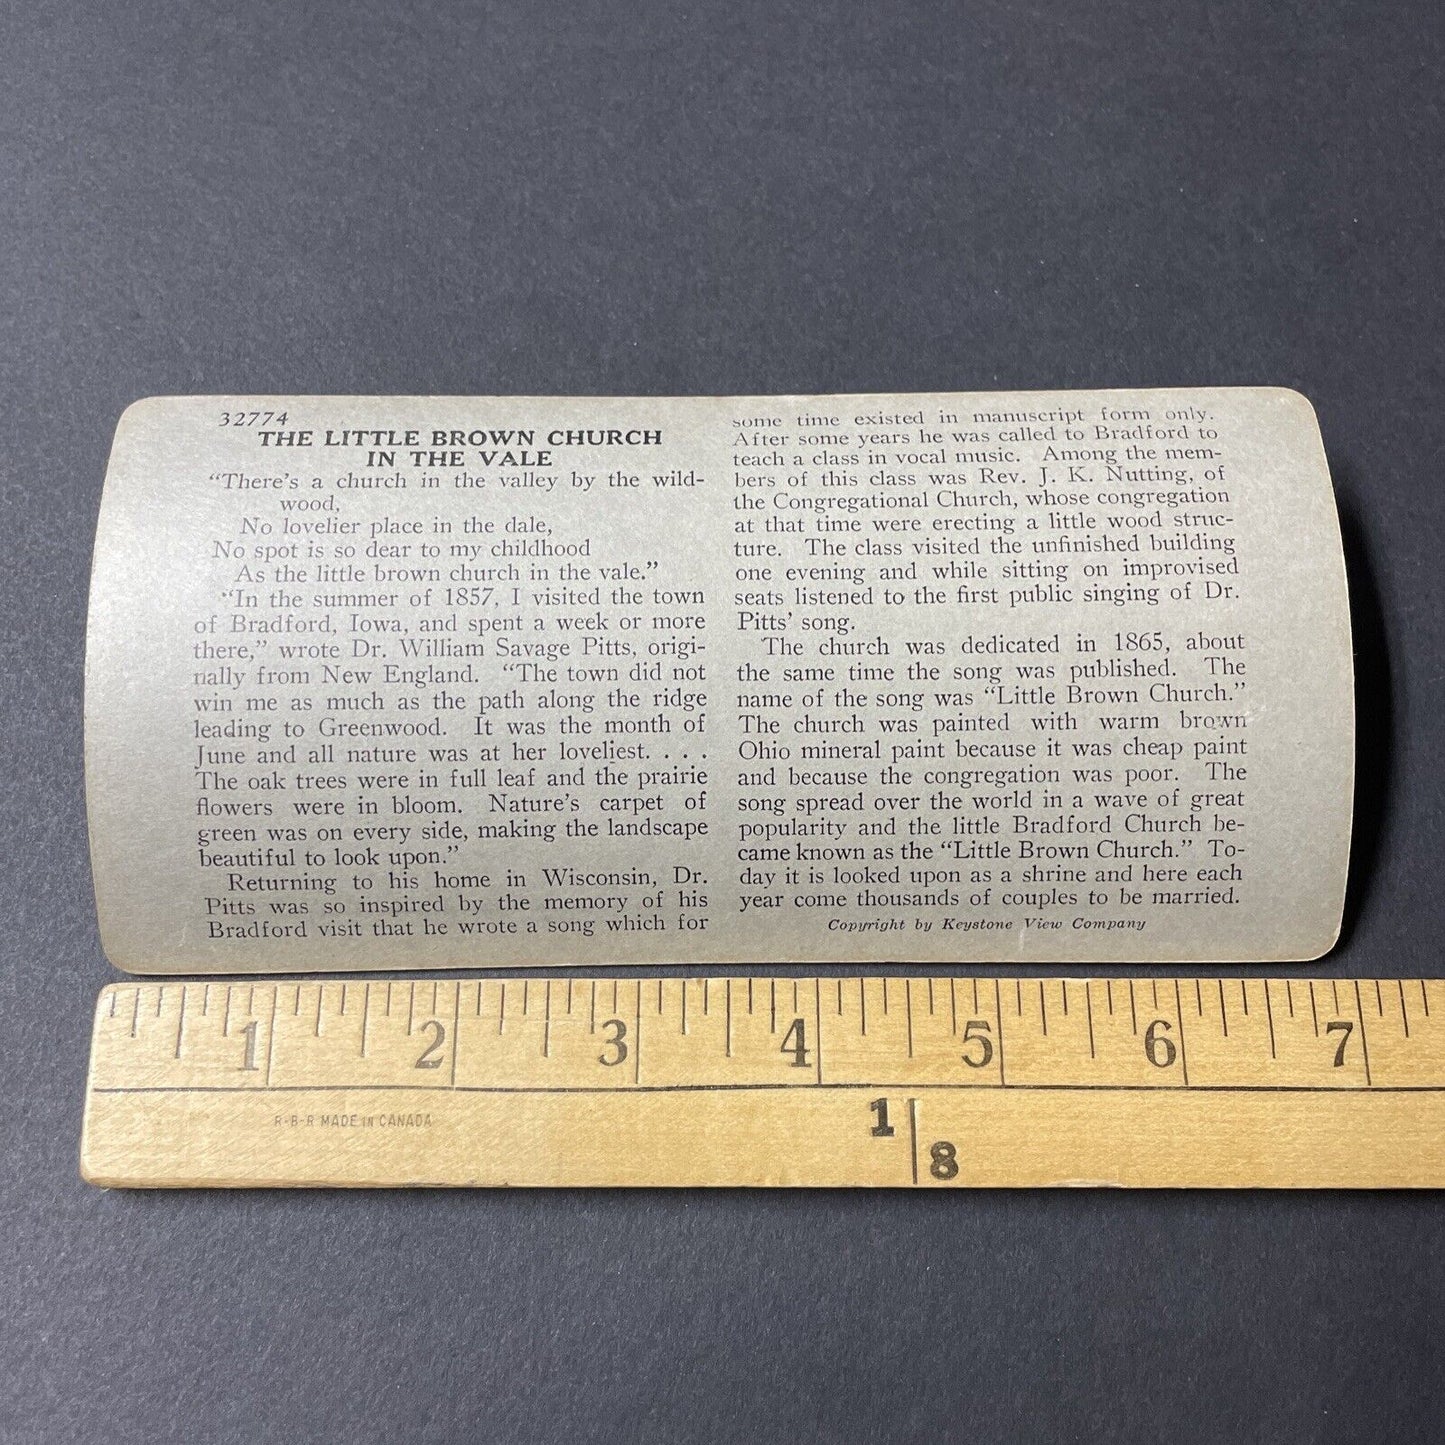 32774
THE LITTLE BROWN CHURCH
IN THE VALE
“There’s a church in the valley by the wild-
wood,
No lovelier place in the dale,
No spot is so dear to my childhood
As the little brown church in the vale.”
“In the summer of 1857, I visited the town
of Bradford, Iowa, and spent a week or more
there,” wrote Dr. William Savage Pitts, origi-
nally from New England. “The town did not
win me as much as the path along the ridge
leading to Greenwood. It was the month of
June and all nature was at her loveliest. . . .
The oak trees were in full leaf and the prairie
flowers were in bloom. Nature’s carpet of
green was on every side, making the landscape
beautiful to look upon.”
Returning to his home in Wisconsin, Dr.
Pitts was so inspired by the memory of his
Bradford visit that he wrote a song which for
some time existed in manuscript form only.
After some years he was called to Bradford to
teach a class in vocal music. Among the mem-
bers of this class was Rev. J. K. Nutting, of
the Congregational Church, whose congregation
at that time were erecting a little wood struc-
ture. The class visited the unfinished building
one evening and while sitting on improvised
seats listened to the first public singing of Dr.
Pitts’ song.
The church was dedicated in 1865, about
the same time the song was published. The
name of the song was “Little Brown Church.”
The church was painted with warm brown
Ohio mineral paint because it was cheap paint
and because the congregation was poor. The
song spread over the world in a wave of great
popularity and the little Bradford Church be-
came known as the “Little Brown Church.” To-
day it is looked upon as a shrine and here each
year come thousands of couples to be married.
Copyright by Keystone View Company
1 2 3 4 5 6 7
R-B-R MADE IN CANADA
1
8